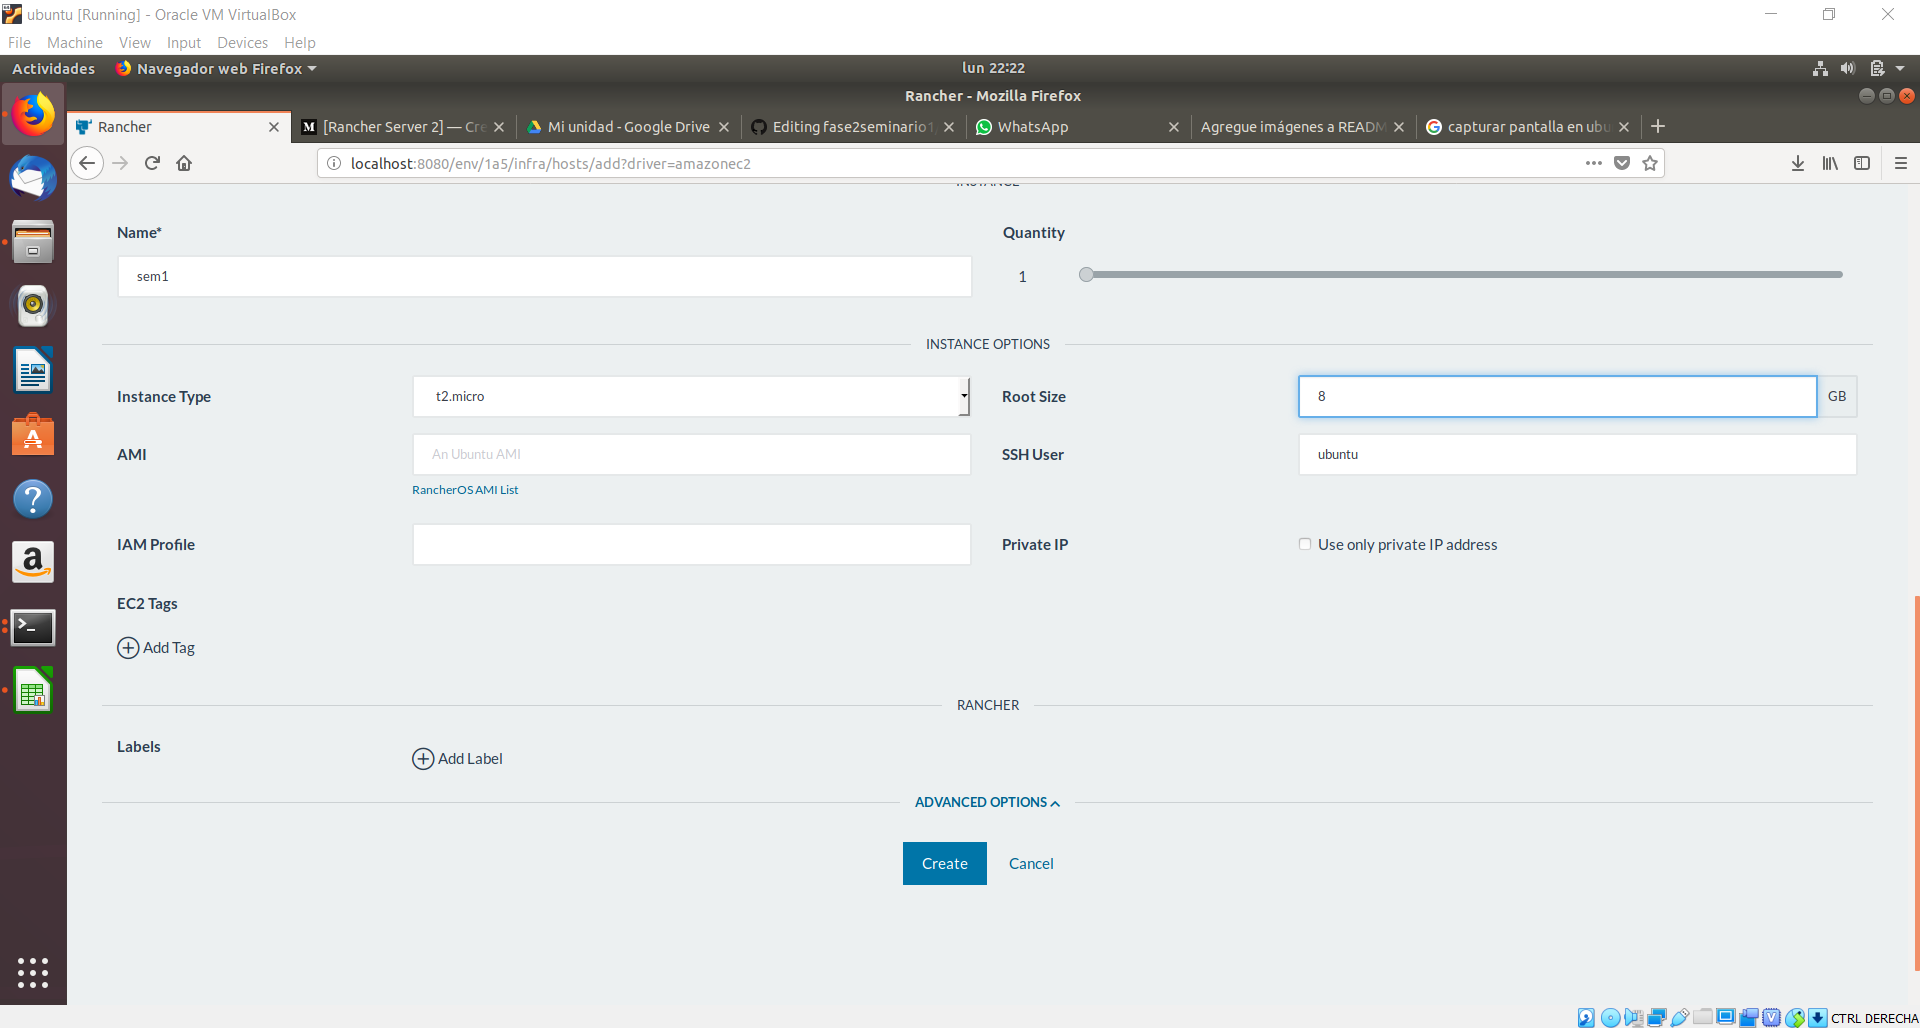 ubuntu [Running] - Oracle VM VirtualBox
File Machine View Input Devices Help
Actividades Navegador web Firefox lun 22:22
Rancher - Mozilla Firefox
Rancher [Rancher Server 2] — Cre Mi unidad - Google Drive Editing fase2seminario1 WhatsApp Agregue imágenes a READM capturar pantalla en ubu
localhost:8080/env/1a5/infra/hosts/add?driver=amazonec2
INSTANCE
Name* Quantity
sem1 1
INSTANCE OPTIONS
Instance Type t2.micro Root Size 8 GB
AMI An Ubuntu AMI SSH User ubuntu
RancherOS AMI List
IAM Profile Private IP Use only private IP address
EC2 Tags
Add Tag
RANCHER
Labels
Add Label
ADVANCED OPTIONS
Create Cancel
CTRL DERECHA